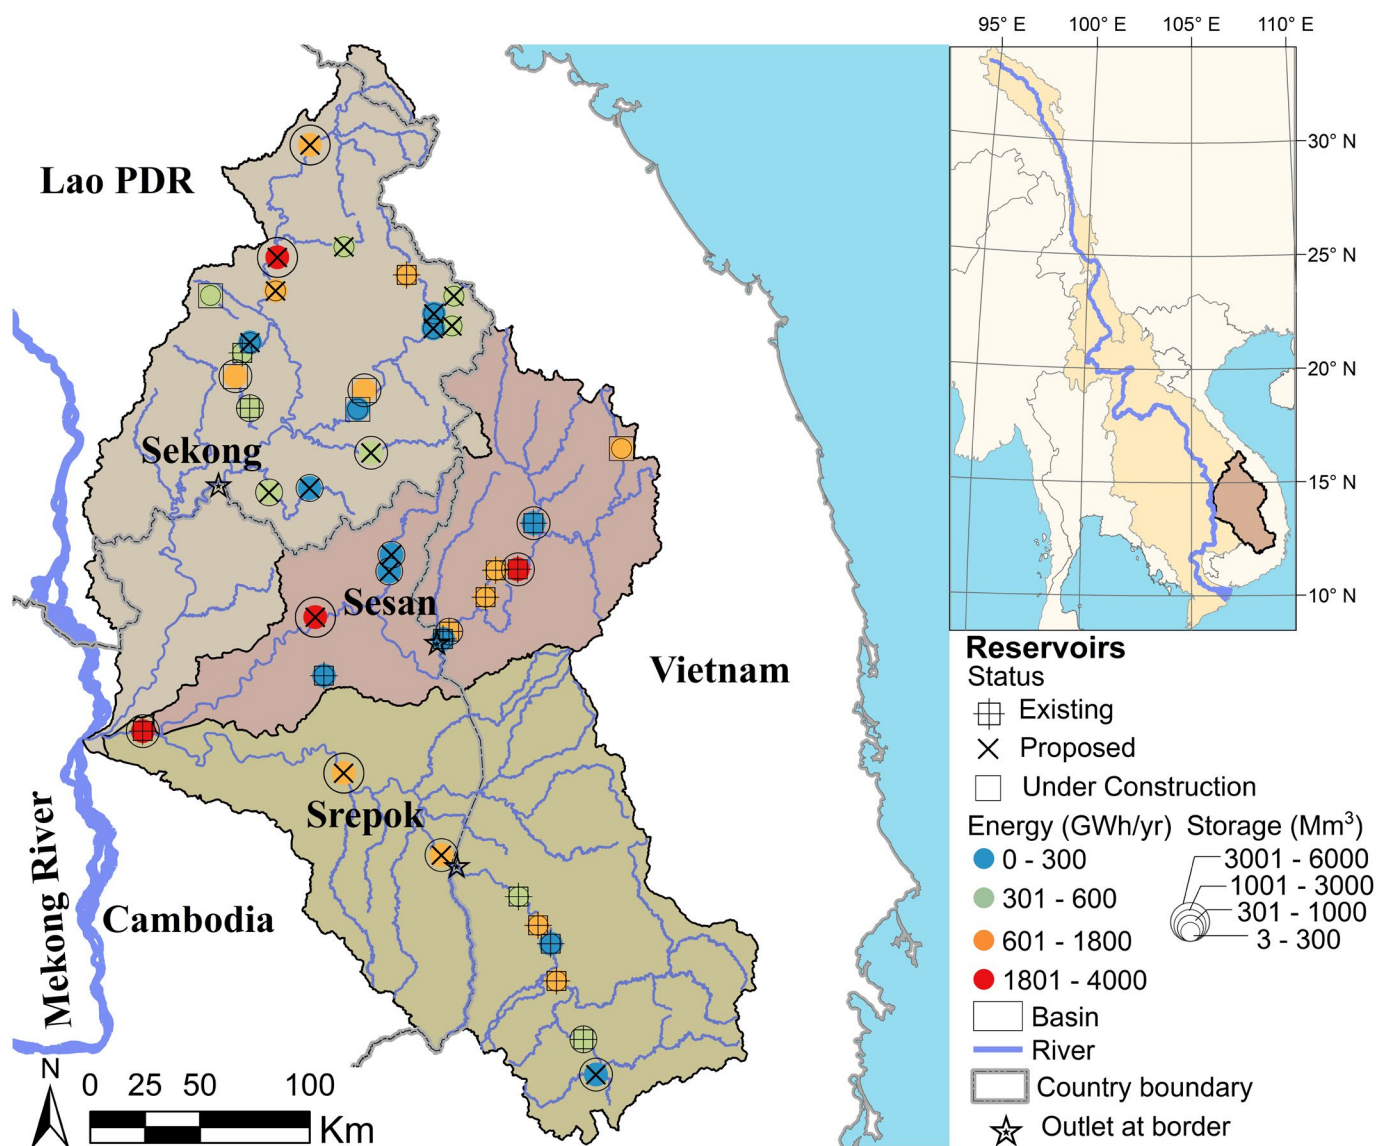 95° E 100° E 105° E 110° E
30° N
25° N
20° N
15° N
10° N
Lao PDR
Sekong
Sesan
Vietnam
Srepok
Cambodia
Mekong River
N
0 25 50 100
Km
Reservoirs
Status
Existing
Proposed
Under Construction
Energy (GWh/yr) Storage (Mm³)
0 - 300 3001 - 6000
301 - 600 1001 - 3000
601 - 1800 301 - 1000
1801 - 4000 3 - 300
Basin
River
Country boundary
Outlet at border